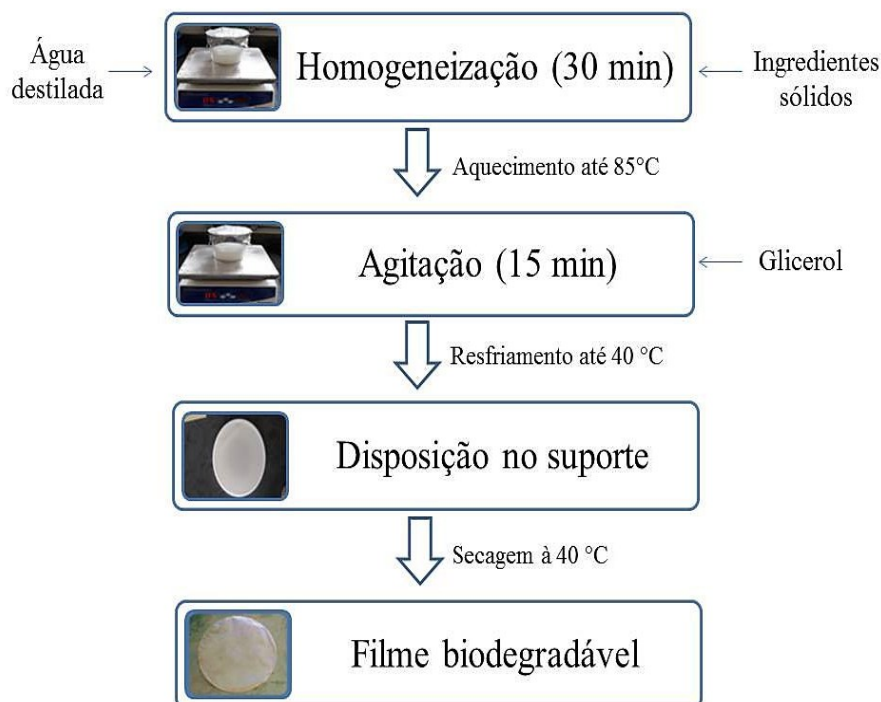 Água
destilada
Homogeneização (30 min)
Ingredientes
sólidos
Aquecimento até 85°C
Agitação (15 min)
Glicerol
Resfriamento até 40 °C
Disposição no suporte
Secagem à 40 °C
Filme biodegradável